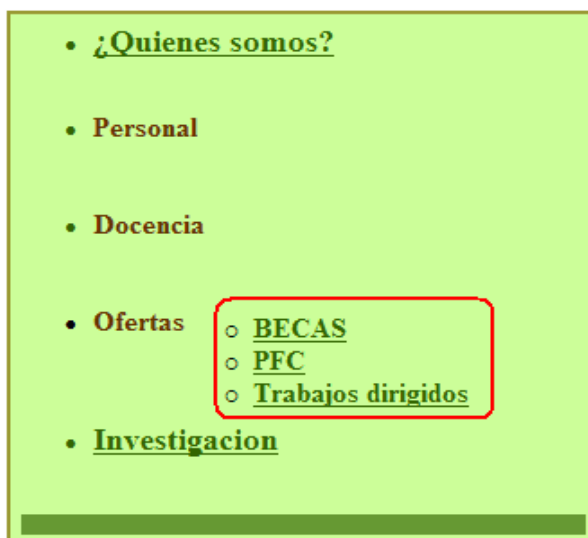 ¿Quienes somos?
Personal
Docencia
Ofertas
BECAS
PFC
Trabajos dirigidos
Investigacion